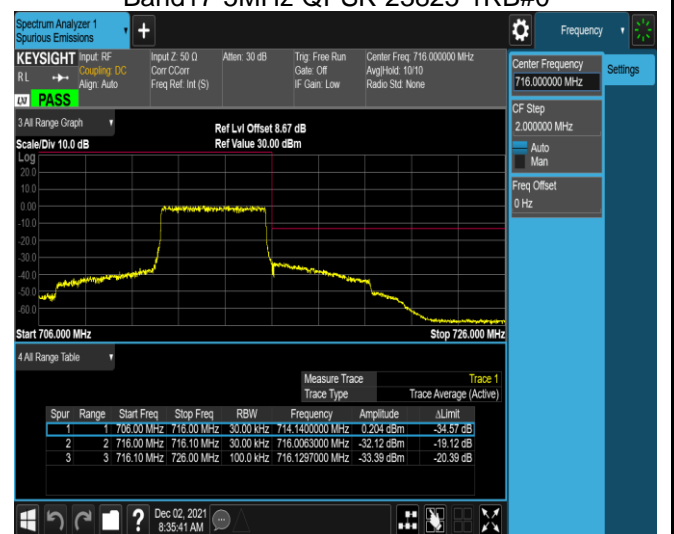 Band17-5MHz-QPSK-23825-1RB#0
Spectrum Analyzer 1
Spurious Emissions
Frequency
KEYSIGHT
R L
LXI
PASS
Input: RF
Coupling: DC
Align: Auto
Input Z: 50 Ω
Corr CCorr
Freq Ref: Int (S)
Atten: 30 dB
Trig: Free Run
Gate: Off
IF Gain: Low
Center Freq: 716.000000 MHz
Avg|Hold: 10/10
Radio Std: None
Center Frequency
716.000000 MHz
Settings
CF Step
2.000000 MHz
Auto
Man
Freq Offset
0 Hz
3 All Range Graph
Scale/Div 10.0 dB
Ref Lvl Offset 8.67 dB
Ref Value 30.00 dBm
Log
20.0
10.0
0.00
-10.0
-20.0
-30.0
-40.0
-50.0
-60.0
Start 706.000 MHz
Stop 726.000 MHz
4 All Range Table
Measure Trace Trace 1
Trace Type Trace Average (Active)
Spur Range Start Freq Stop Freq RBW Frequency Amplitude ΔLimit
1 1 706.00 MHz 716.00 MHz 30.00 kHz 714.1400000 MHz 0.204 dBm -34.57 dB
2 2 716.00 MHz 716.10 MHz 30.00 kHz 716.0063000 MHz -32.12 dBm -19.12 dB
3 3 716.10 MHz 726.00 MHz 100.0 kHz 716.1297000 MHz -33.39 dBm -20.39 dB
?
Dec 02, 2021
8:35:41 AM